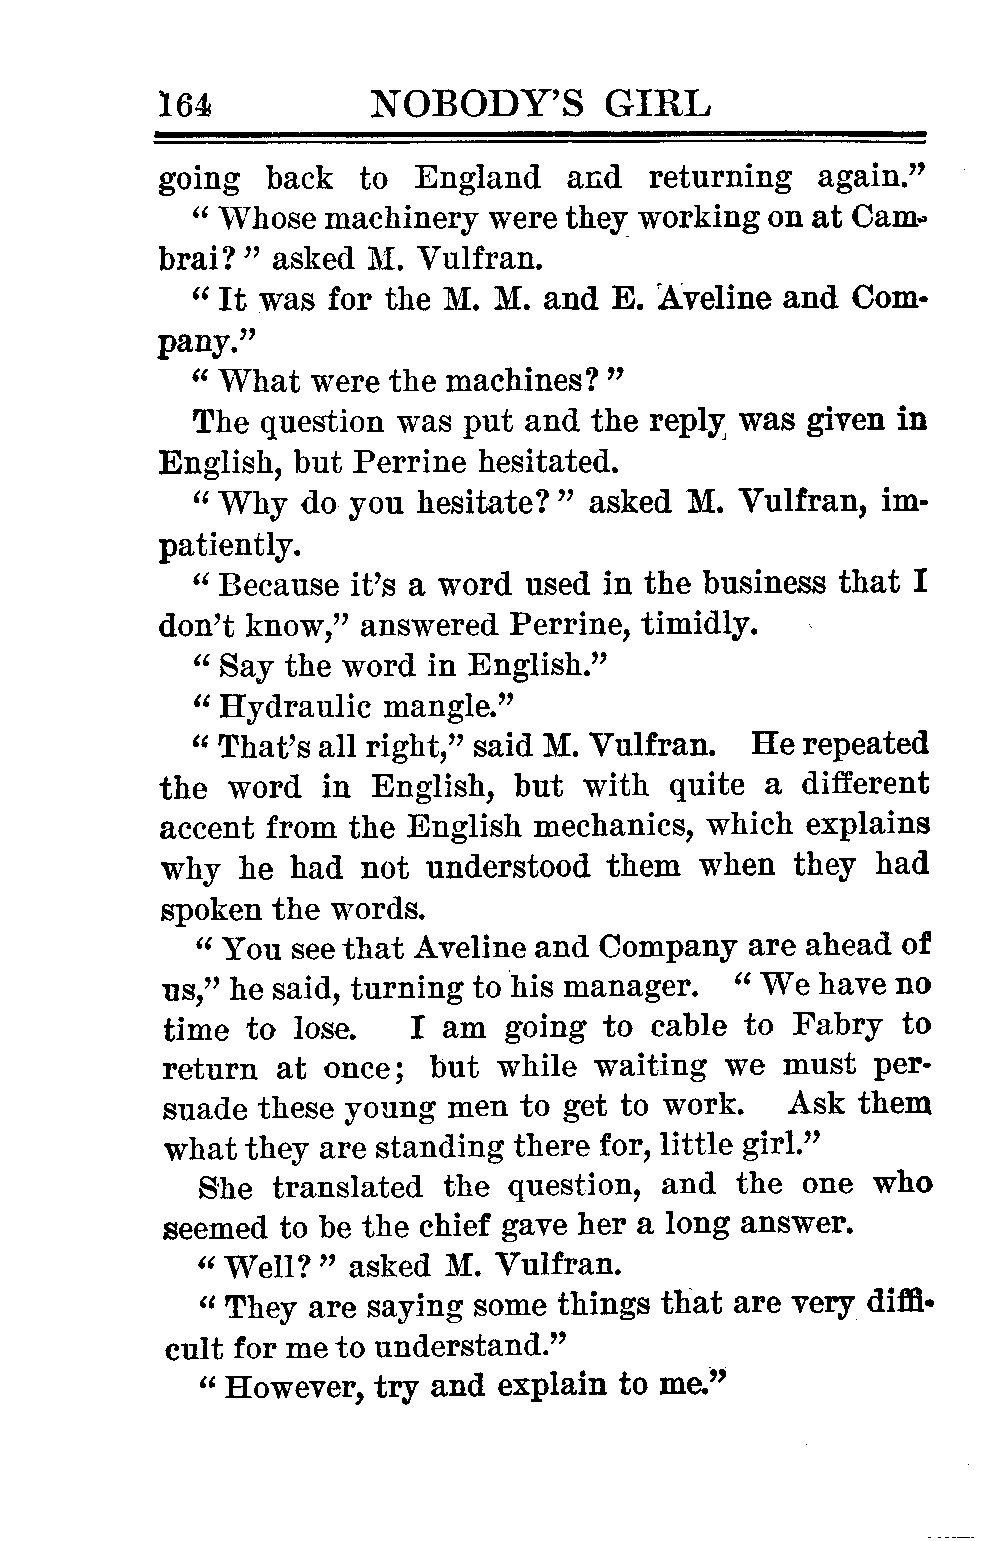 164 NOBODY'S GIRL
going back to England and returning again."
" Whose machinery were they working on at Cam-
brai? " asked M. Vulfran.
" It was for the M. M. and E. Aveline and Com-
pany."
" What were the machines? "
The question was put and the reply was given in
English, but Perrine hesitated.
" Why do you hesitate? " asked M. Vulfran, im-
patiently.
" Because it's a word used in the business that I
don't know," answered Perrine, timidly.
" Say the word in English."
" Hydraulic mangle."
" That's all right," said M. Vulfran. He repeated
the word in English, but with quite a different
accent from the English mechanics, which explains
why he had not understood them when they had
spoken the words.
" You see that Aveline and Company are ahead of
us," he said, turning to his manager. " We have no
time to lose. I am going to cable to Fabry to
return at once; but while waiting we must per-
suade these young men to get to work. Ask them
what they are standing there for, little girl."
She translated the question, and the one who
seemed to be the chief gave her a long answer.
" Well? " asked M. Vulfran.
" They are saying some things that are very diffi-
cult for me to understand."
" However, try and explain to me."